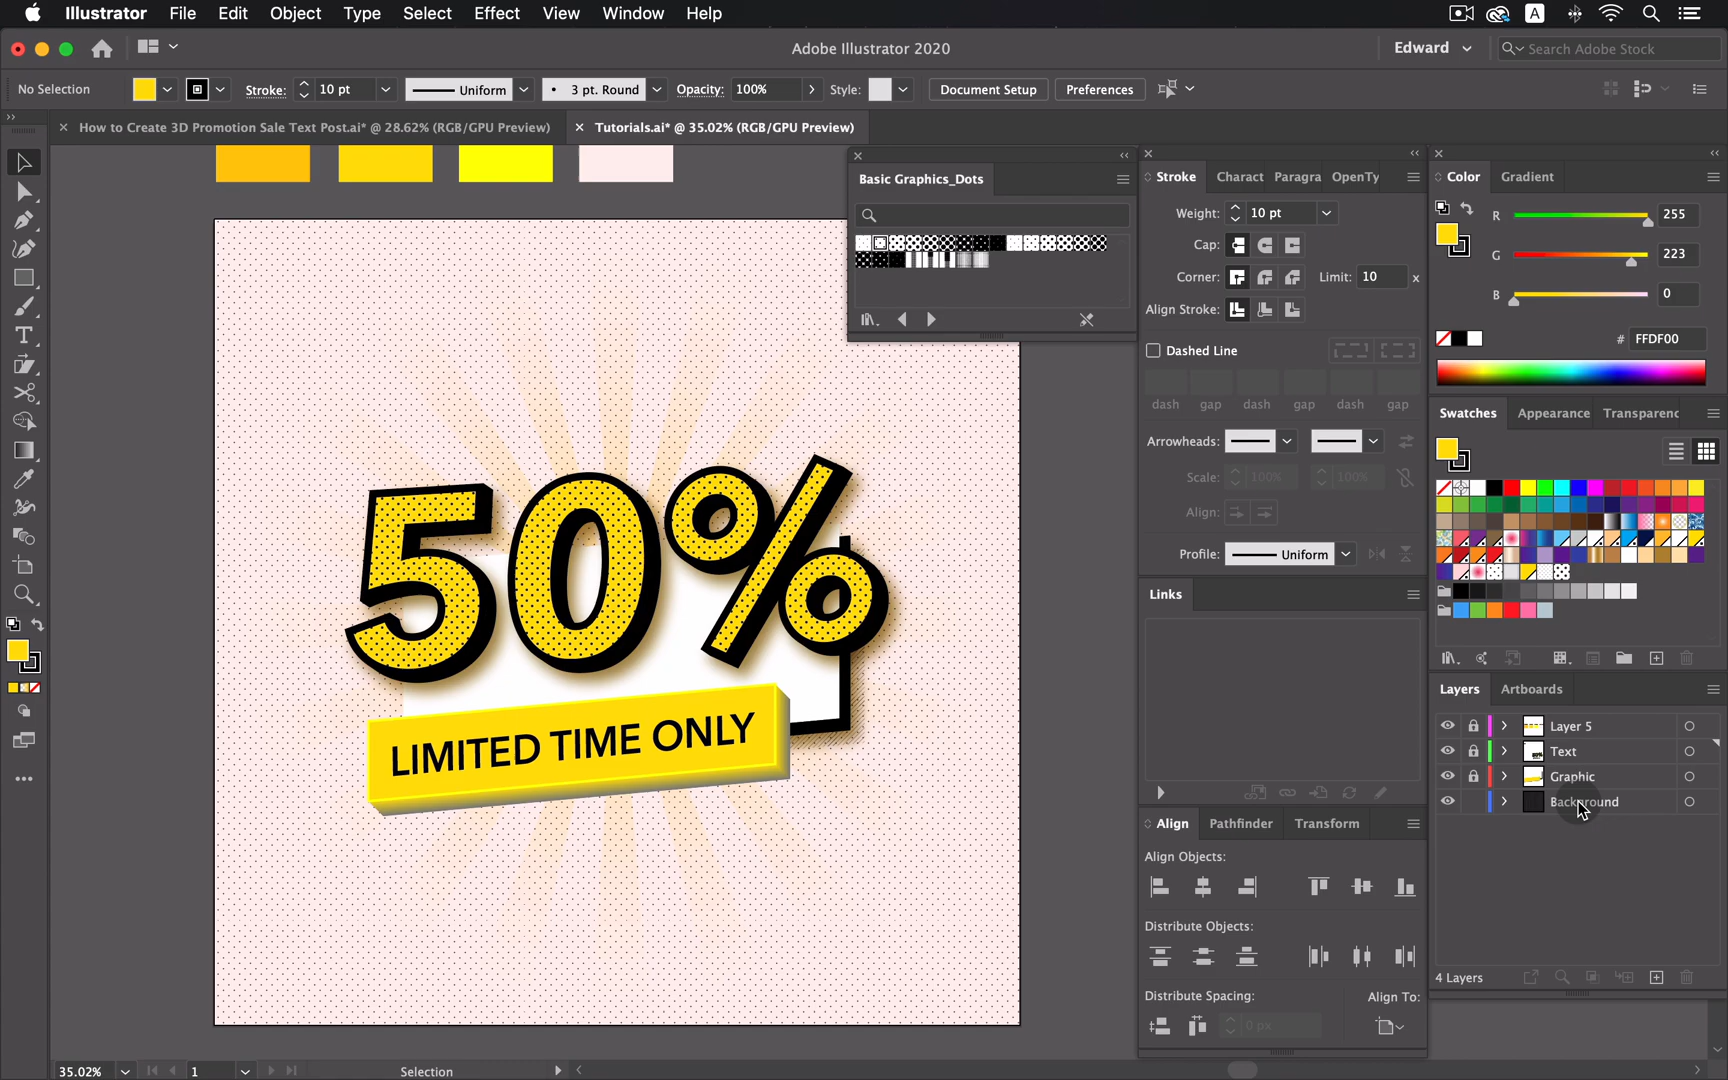 Illustrator File Edit Object Type Select Effect View Window Help
A
Adobe Illustrator 2020
Edward
Search Adobe Stock
No Selection
Stroke:
10 pt
Uniform
3 pt. Round
Opacity:
100%
Style:
Document Setup
Preferences
How to Create 3D Promotion Sale Text Post.ai* @ 28.62% (RGB/GPU Preview)
Tutorials.ai* @ 35.02% (RGB/GPU Preview)
Basic Graphics_Dots
50%
LIMITED TIME ONLY
Stroke
Charact
Paragra
OpenTy
Weight:
10 pt
Cap:
Corner:
Limit:
10
x
Align Stroke:
Dashed Line
dash gap dash gap dash gap
Arrowheads:
Scale:
100%
100%
Align:
Profile:
Uniform
Links
Align
Pathfinder
Transform
Align Objects:
Distribute Objects:
Distribute Spacing:
Align To:
0 px
Color
Gradient
R
255
G
223
B
0
#
FFDF00
Swatches
Appearance
Transparenc
Layers
Artboards
Layer 5
Text
Graphic
Background
4 Layers
35.02%
1
Selection